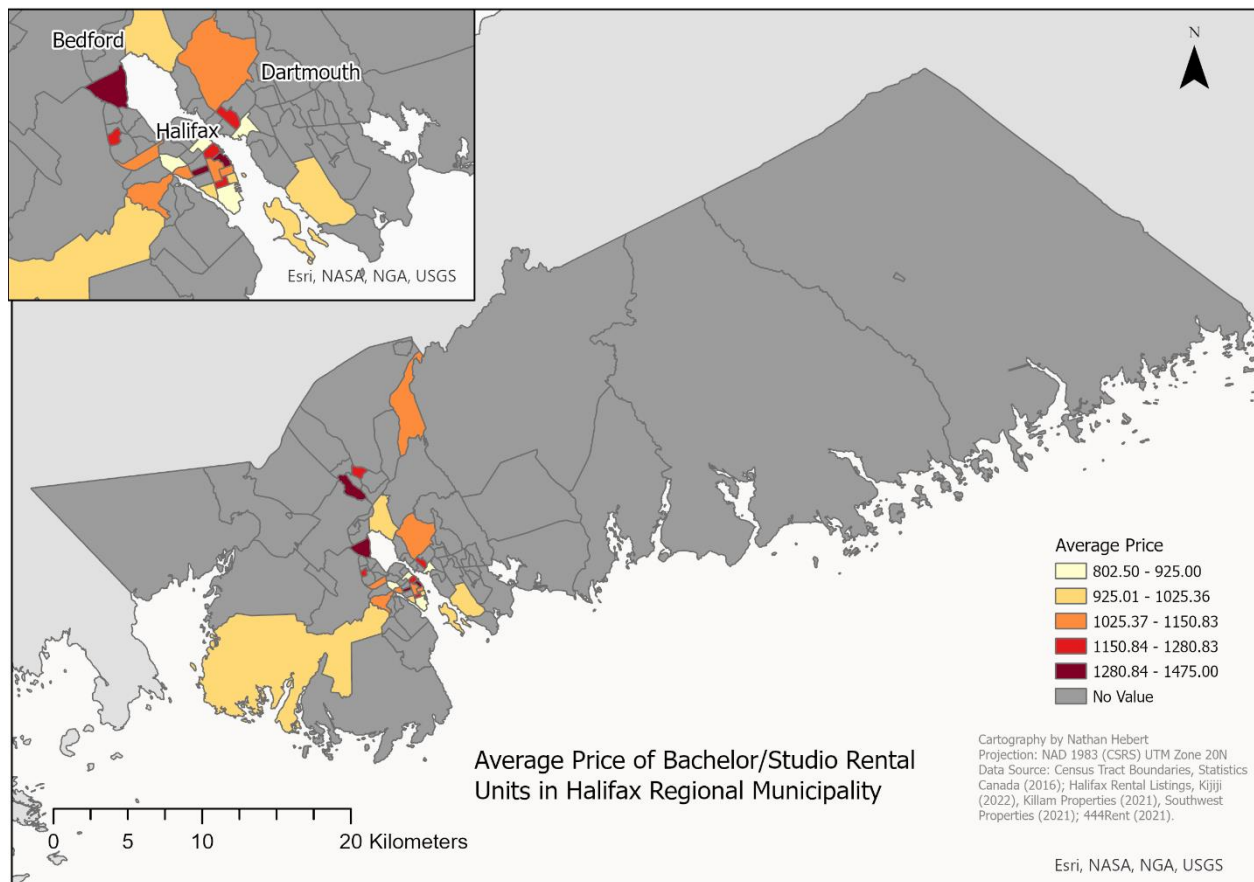 Bedford
Dartmouth
Halifax
Esri, NASA, NGA, USGS
N
Average Price
802.50 - 925.00
925.01 - 1025.36
1025.37 - 1150.83
1150.84 - 1280.83
1280.84 - 1475.00
No Value
Average Price of Bachelor/Studio Rental
Units in Halifax Regional Municipality
Cartography by Nathan Hebert
Projection: NAD 1983 (CSRS) UTM Zone 20N
Data Source: Census Tract Boundaries, Statistics
Canada (2016); Halifax Rental Listings, Kijiji
(2022), Killam Properties (2021), Southwest
Properties (2021); 444Rent (2021).
0 5 10 20 Kilometers
Esri, NASA, NGA, USGS